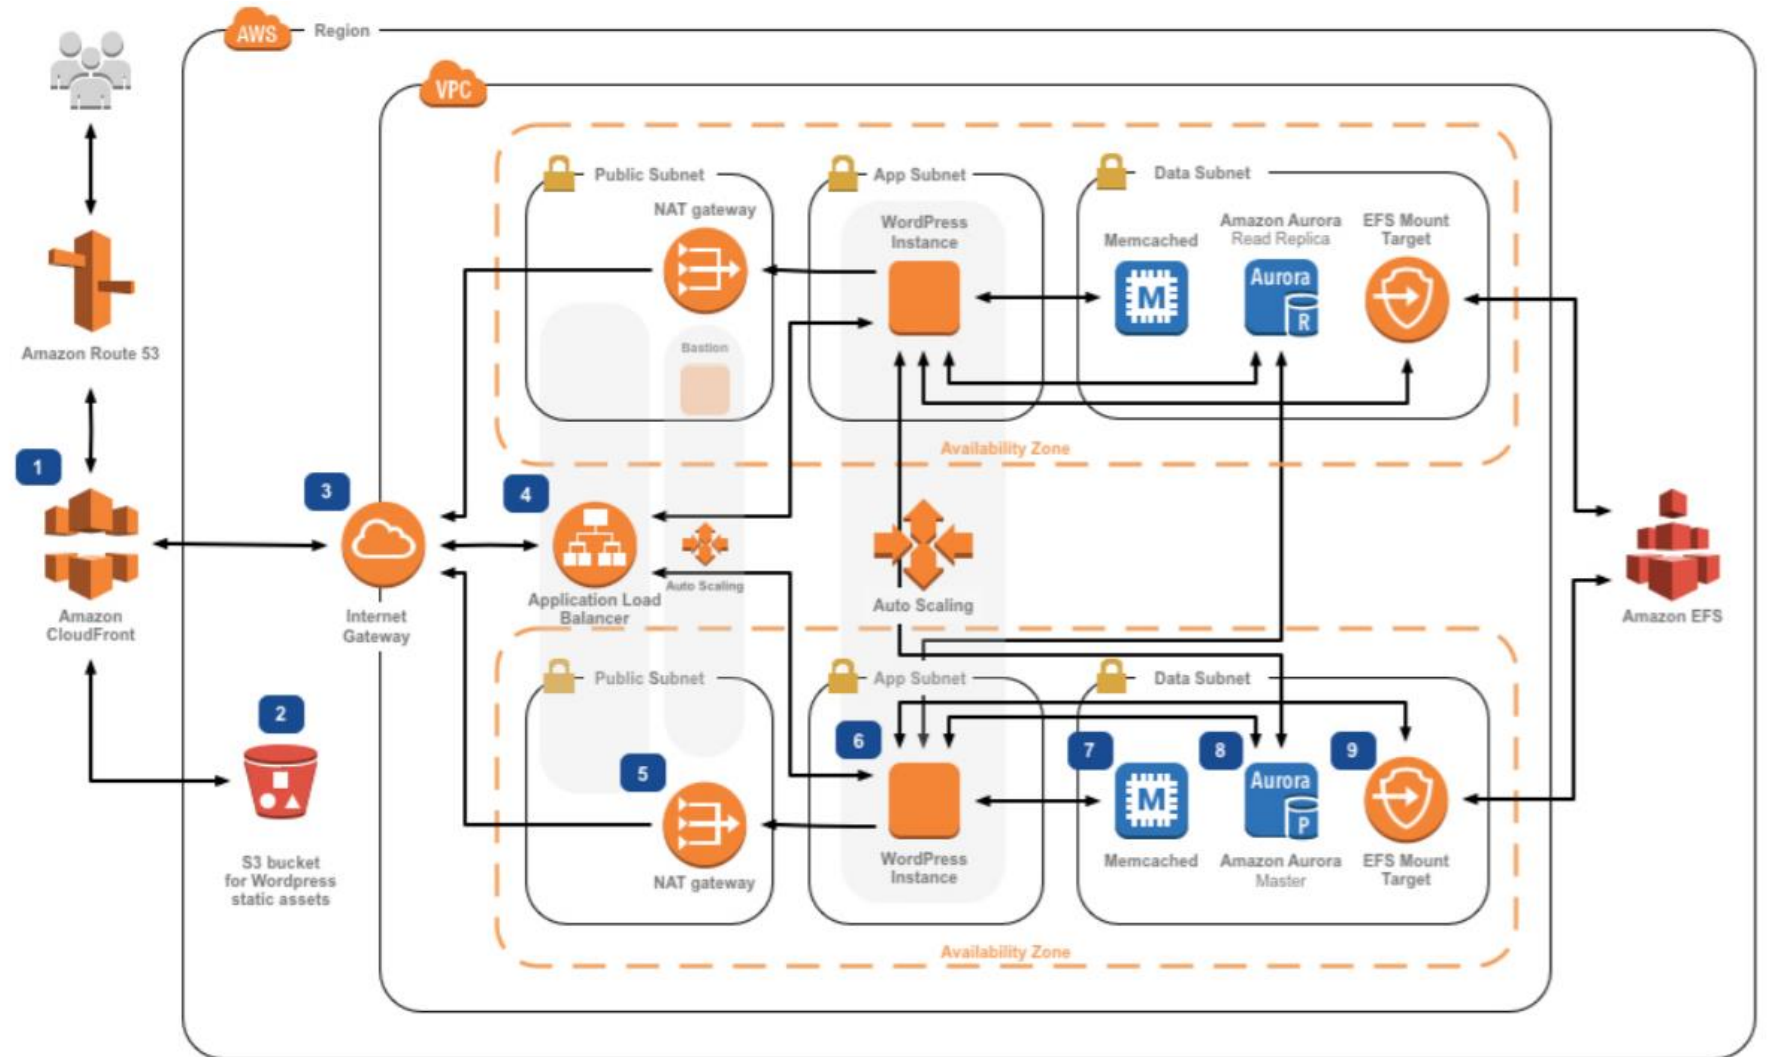 AWS
Region
VPC
Public Subnet
App Subnet
Data Subnet
NAT gateway
WordPress
Instance
Memcached
Amazon Aurora
Read Replica
EFS Mount
Target
M
Aurora
R
Amazon Route 53
Bastion
Availability Zone
1
3
4
Amazon
CloudFront
Internet
Gateway
Application Load
Balancer
Auto Scaling
Auto Scaling
Amazon EFS
Public Subnet
App Subnet
Data Subnet
2
5
6
7
8
9
M
Aurora
P
S3 bucket
for Wordpress
static assets
NAT gateway
WordPress
Instance
Memcached
Amazon Aurora
Master
EFS Mount
Target
Availability Zone